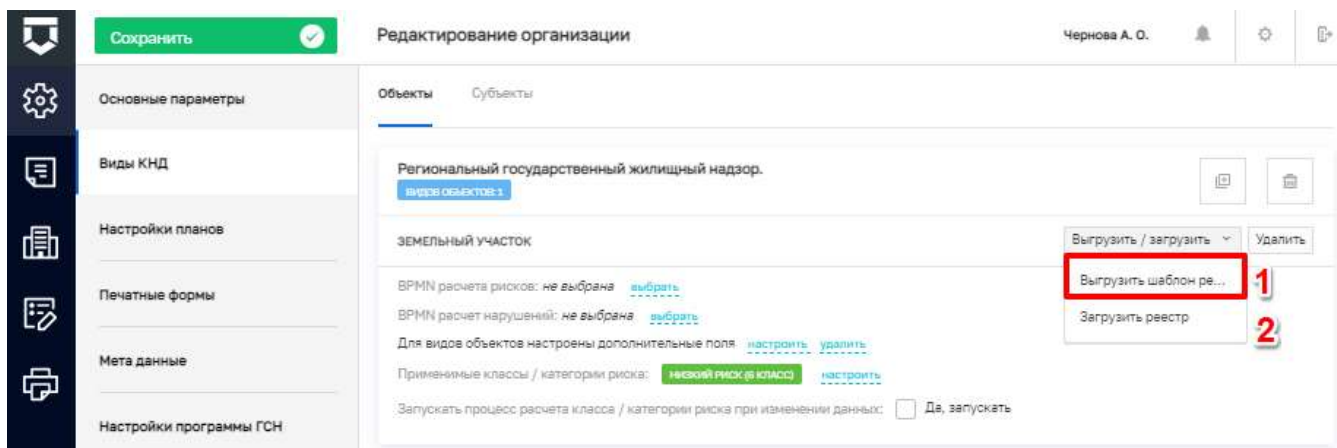 Сохранить
Редактирование организации
Чернова А. О.
Основные параметры
Объекты Субъекты
Виды КНД
Региональный государственный жилищный надзор.
ВИДОВ ОБЪЕКТОВ: 1
Настройки планов
ЗЕМЕЛЬНЫЙ УЧАСТОК
Выгрузить / загрузить Удалить
Выгрузить шаблон ре... 1
BPMN расчета рисков: не выбрана выбрать
Печатные формы
BPMN расчет нарушений: не выбрана выбрать
Загрузить реестр 2
Для видов объектов настроены дополнительные поля настроить удалить
Мета данные
Применимые классы / категории риска: НИЗКИЙ РИСК (6 КЛАСС) настроить
Запускать процесс расчета класса / категории риска при изменении данных: Да, запускать
Настройки программы ГСН